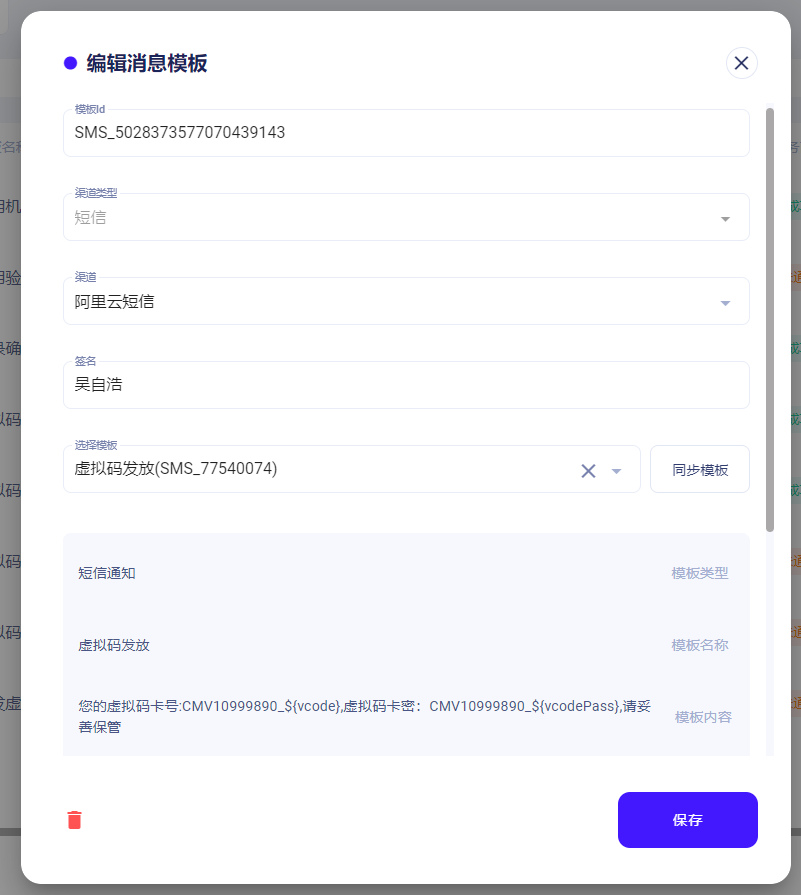 编辑消息模板
模板Id
SMS_5028373577070439143
渠道类型
短信
渠道
阿里云短信
签名
吴自浩
选择模板
虚拟码发放(SMS_77540074)
同步模板
短信通知
模板类型
虚拟码发放
模板名称
您的虚拟码卡号:CMV10999890_${vcode},虚拟码卡密：CMV10999890_${vcodePass},请妥
善保管
模板内容
保存